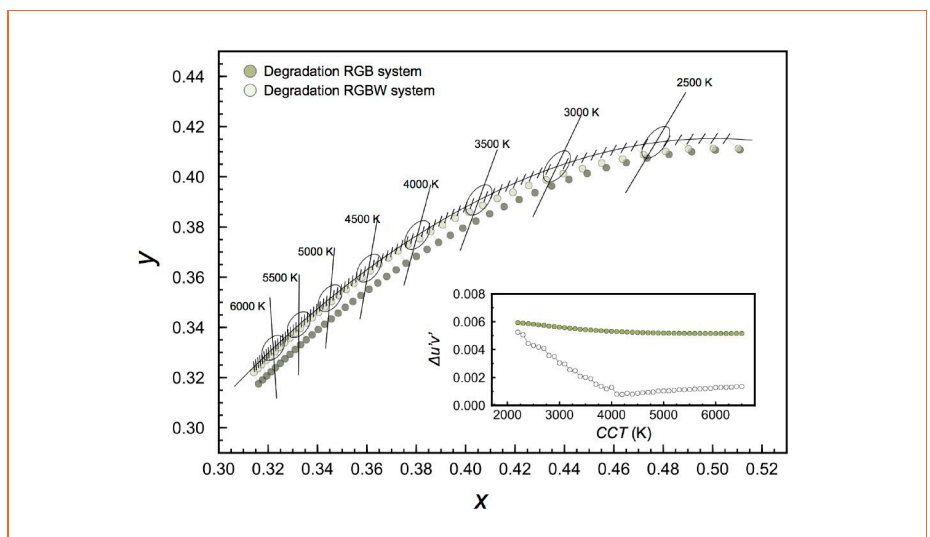 Degradation RGB system
Degradation RGBW system
2500 K
3000 K
3500 K
4000 K
4500 K
5000 K
5500 K
6000 K
y
0.44
0.42
0.40
0.38
0.36
0.34
0.32
0.30
0.30 0.32 0.34 0.36 0.38 0.40 0.42 0.44 0.46 0.48 0.50 0.52
x
Δu'v'
0.008
0.006
0.004
0.002
0.000
2000 3000 4000 5000 6000
CCT (K)